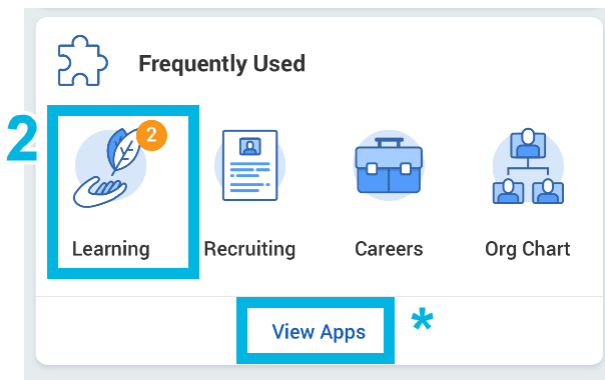 Frequently Used
2
2
Learning
Recruiting
Careers
Org Chart
View Apps
*